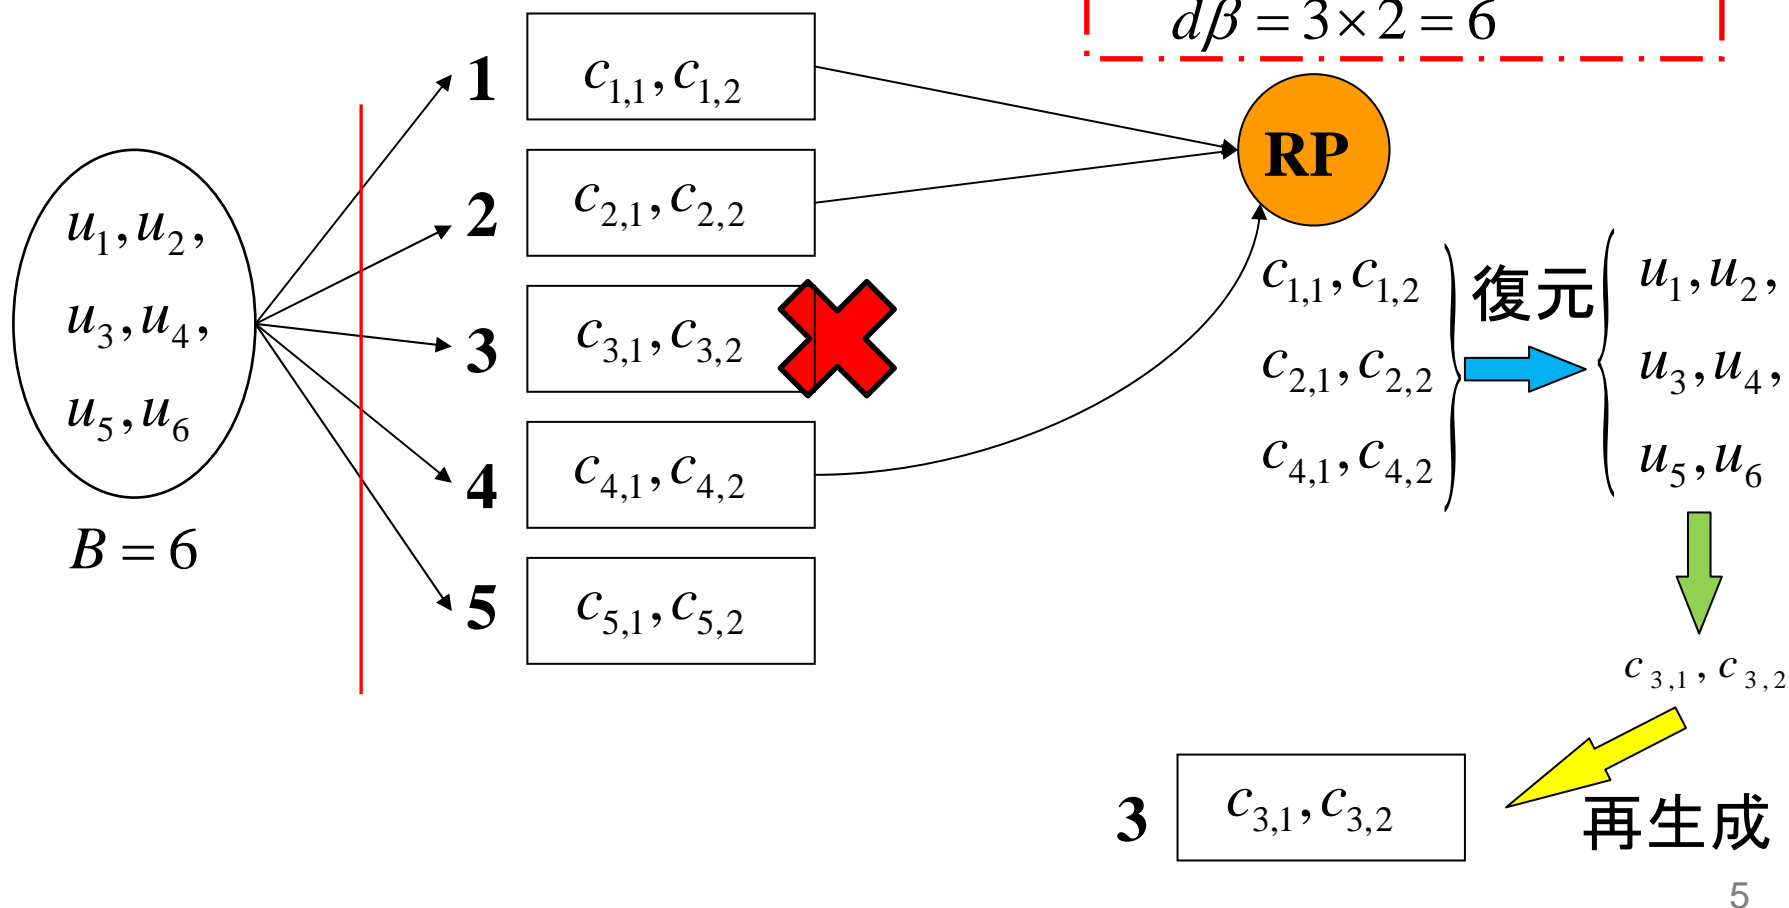 dβ = 3×2 = 6
u₁, u₂,
u₃, u₄,
u₅, u₆
B = 6
1 c₁,₁, c₁,₂
2 c₂,₁, c₂,₂
3 c₃,₁, c₃,₂
4 c₄,₁, c₄,₂
5 c₅,₁, c₅,₂
RP
c₁,₁, c₁,₂
c₂,₁, c₂,₂
c₄,₁, c₄,₂
復元
u₁, u₂,
u₃, u₄,
u₅, u₆
c₃,₁, c₃,₂
再生成
3 c₃,₁, c₃,₂
5